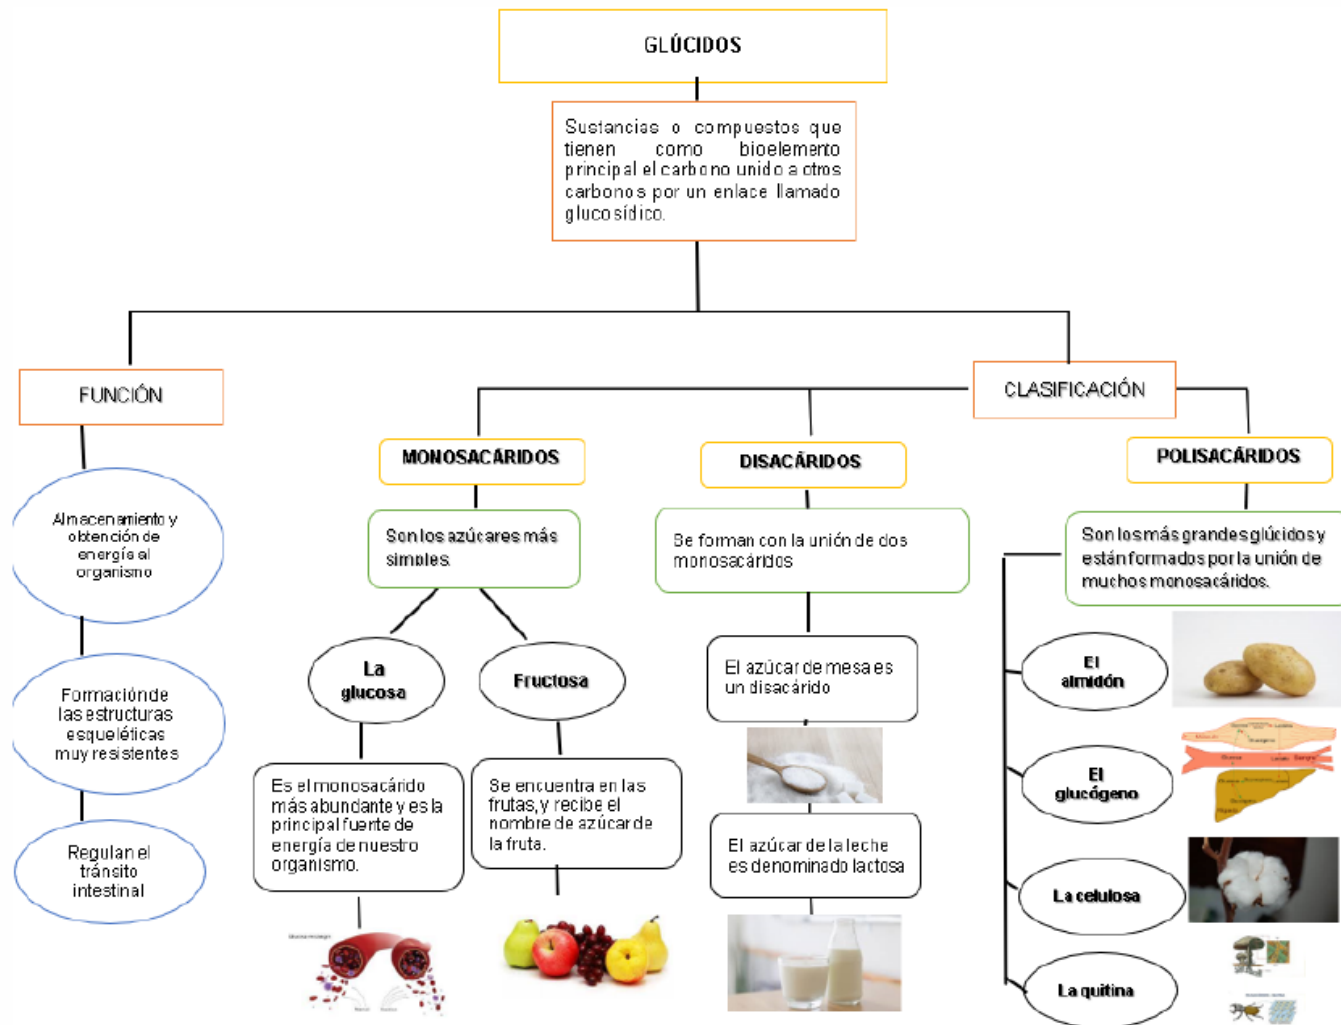 GLÚCIDOS
Sustancias o compuestos que
tienen como bioelemento
principal el carbono unido a otros
carbonos por un enlace llamado
glucosídico.
FUNCIÓN
Almacenamiento y
obtención de
energía al
organismo
Formación de
las estructuras
esqueléticas
muy resistentes
Regulan el
tránsito
intestinal
CLASIFICACIÓN
MONOSACÁRIDOS
Son los azúcares más
simples.
La
glucosa
Es el monosacárido
más abundante y es la
principal fuente de
energía de nuestro
organismo.
Fructosa
Se encuentra en las
frutas, y recibe el
nombre de azúcar de
la fruta.
DISACÁRIDOS
Se forman con la unión de dos
monosacáridos
El azúcar de mesa es
un disacárido
El azúcar de la leche
es denominado lactosa
POLISACÁRIDOS
Son los más grandes glúcidos y
están formados por la unión de
muchos monosacáridos.
El
almidón
El
glucógeno
La celulosa
La quitina